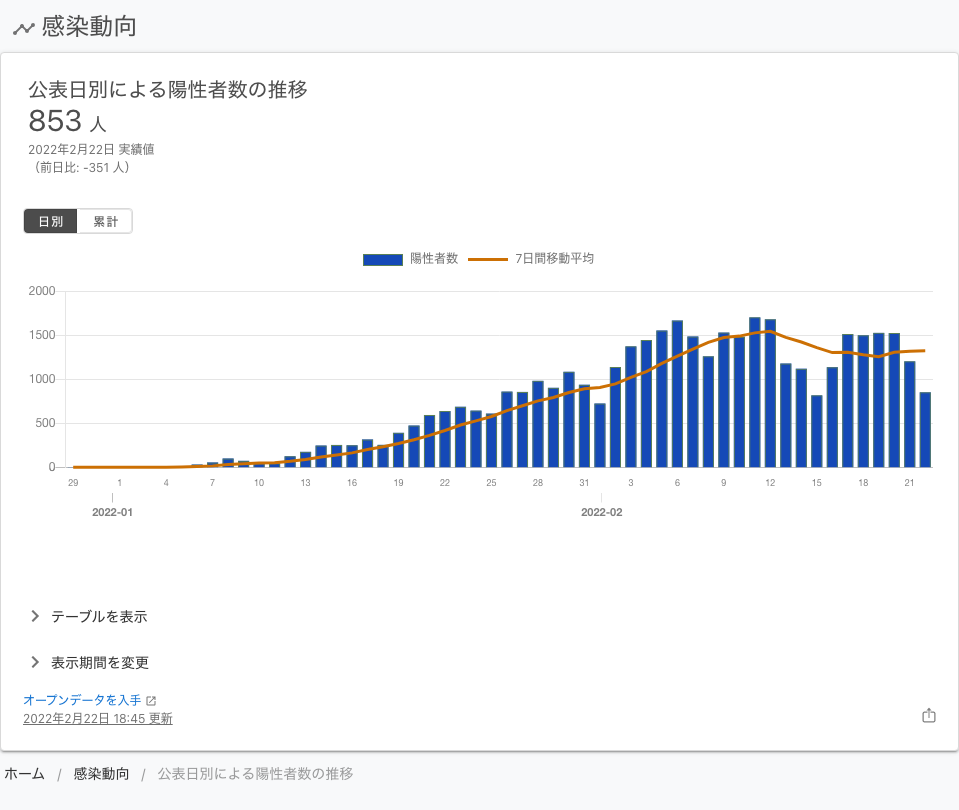 感染動向
公表日別による陽性者数の推移
853 人
2022年2月22日 実績値
（前日比: -351 人）
日別 累計
陽性者数 7日間移動平均
2000
1500
1000
500
0
29 1 4 7 10 13 16 19 22 25 28 31 3 6 9 12 15 18 21
2022-01 2022-02
テーブルを表示
表示期間を変更
オープンデータを入手
2022年2月22日 18:45 更新
ホーム / 感染動向 / 公表日別による陽性者数の推移